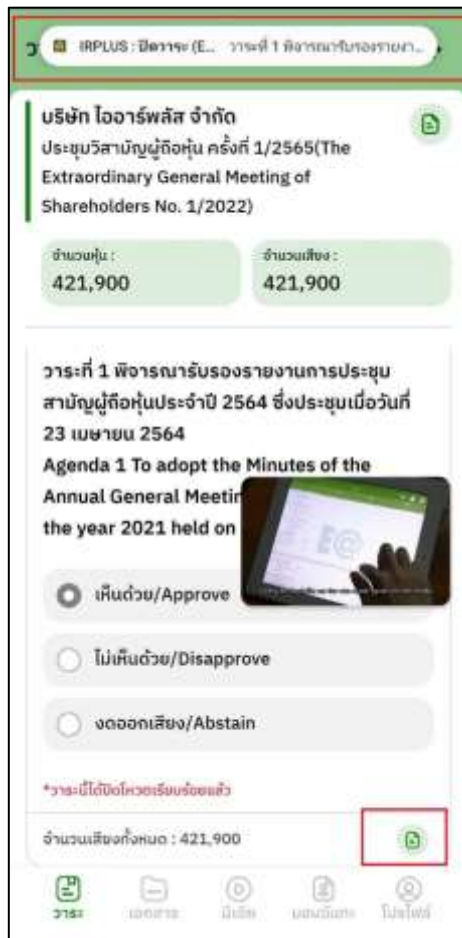 IRPLUS : ปิดวาระ (E... วาระที่ 1 พิจารณารับรองรายงา...
บริษัท ไออาร์พลัส จำกัด
ประชุมวิสามัญผู้ถือหุ้น ครั้งที่ 1/2565(The
Extraordinary General Meeting of
Shareholders No. 1/2022)
จำนวนหุ้น :
จำนวนเสียง :
421,900
421,900
วาระที่ 1 พิจารณารับรองรายงานการประชุม
สามัญผู้ถือหุ้นประจำปี 2564 ซึ่งประชุมเมื่อวันที่
23 เมษายน 2564
Agenda 1 To adopt the Minutes of the
Annual General Meetin
the year 2021 held on
E@
เห็นด้วย/Approve
ไม่เห็นด้วย/Disapprove
งดออกเสียง/Abstain
*วาระนี้ได้ปิดโหวตเรียบร้อยแล้ว
จำนวนเสียงทั้งหมด : 421,900
วาระ เอกสาร มีเดีย มอบฉันทะ โปรไฟล์